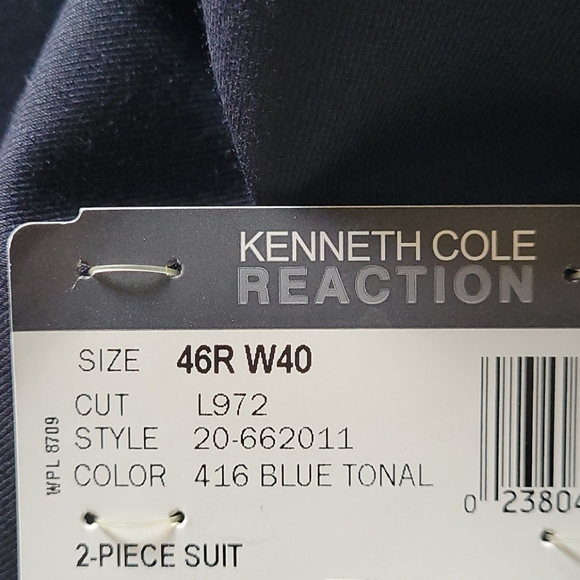 KENNETH COLE
REACTION
SIZE 46R W40
CUT L972
STYLE 20-662011
COLOR 416 BLUE TONAL
WPL 8709
0 23804
2-PIECE SUIT